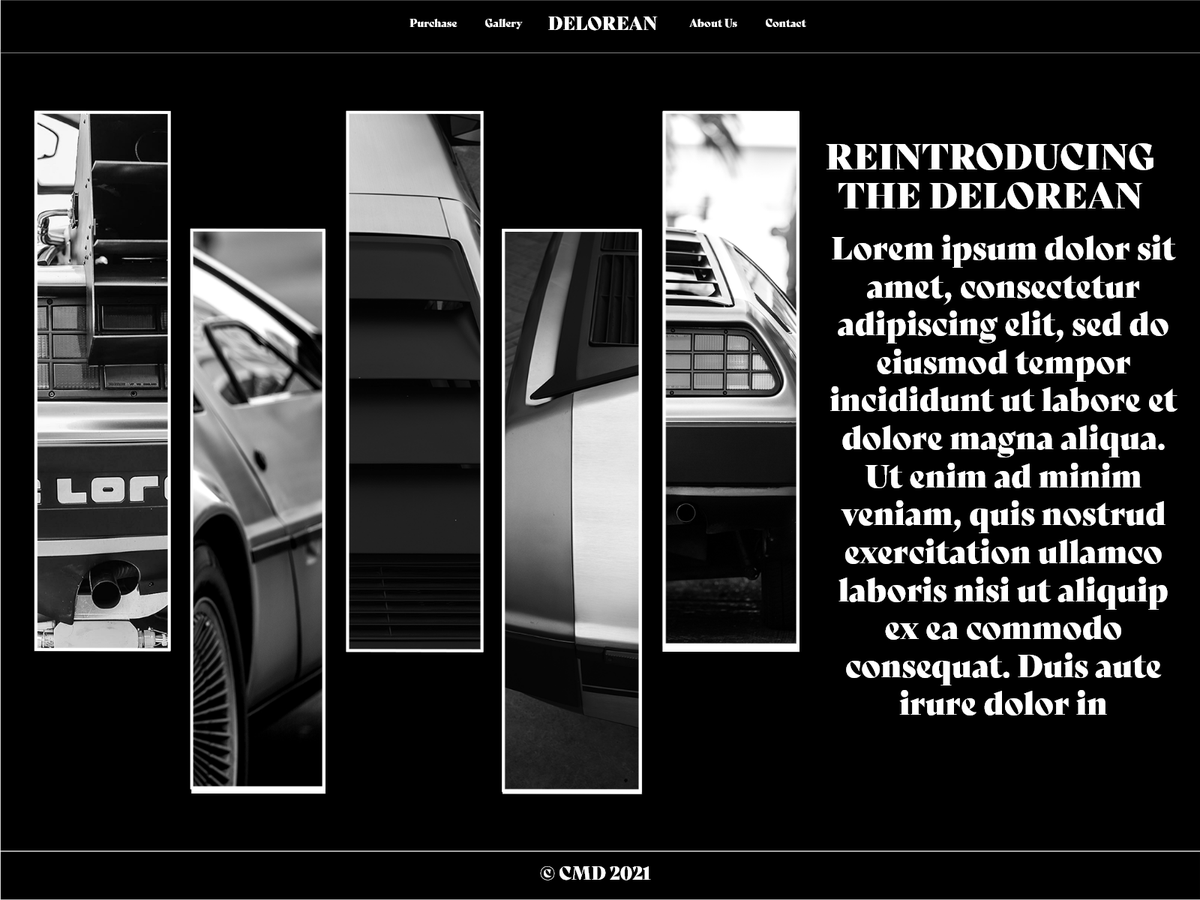 Purchase Gallery DELOREAN About Us Contact
LOR
REINTRODUCING
THE DELOREAN
Lorem ipsum dolor sit
amet, consectetur
adipiscing elit, sed do
eiusmod tempor
incididunt ut labore et
dolore magna aliqua.
Ut enim ad minim
veniam, quis nostrud
exercitation ullamco
laboris nisi ut aliquip
ex ea commodo
consequat. Duis aute
irure dolor in
© CMD 2021